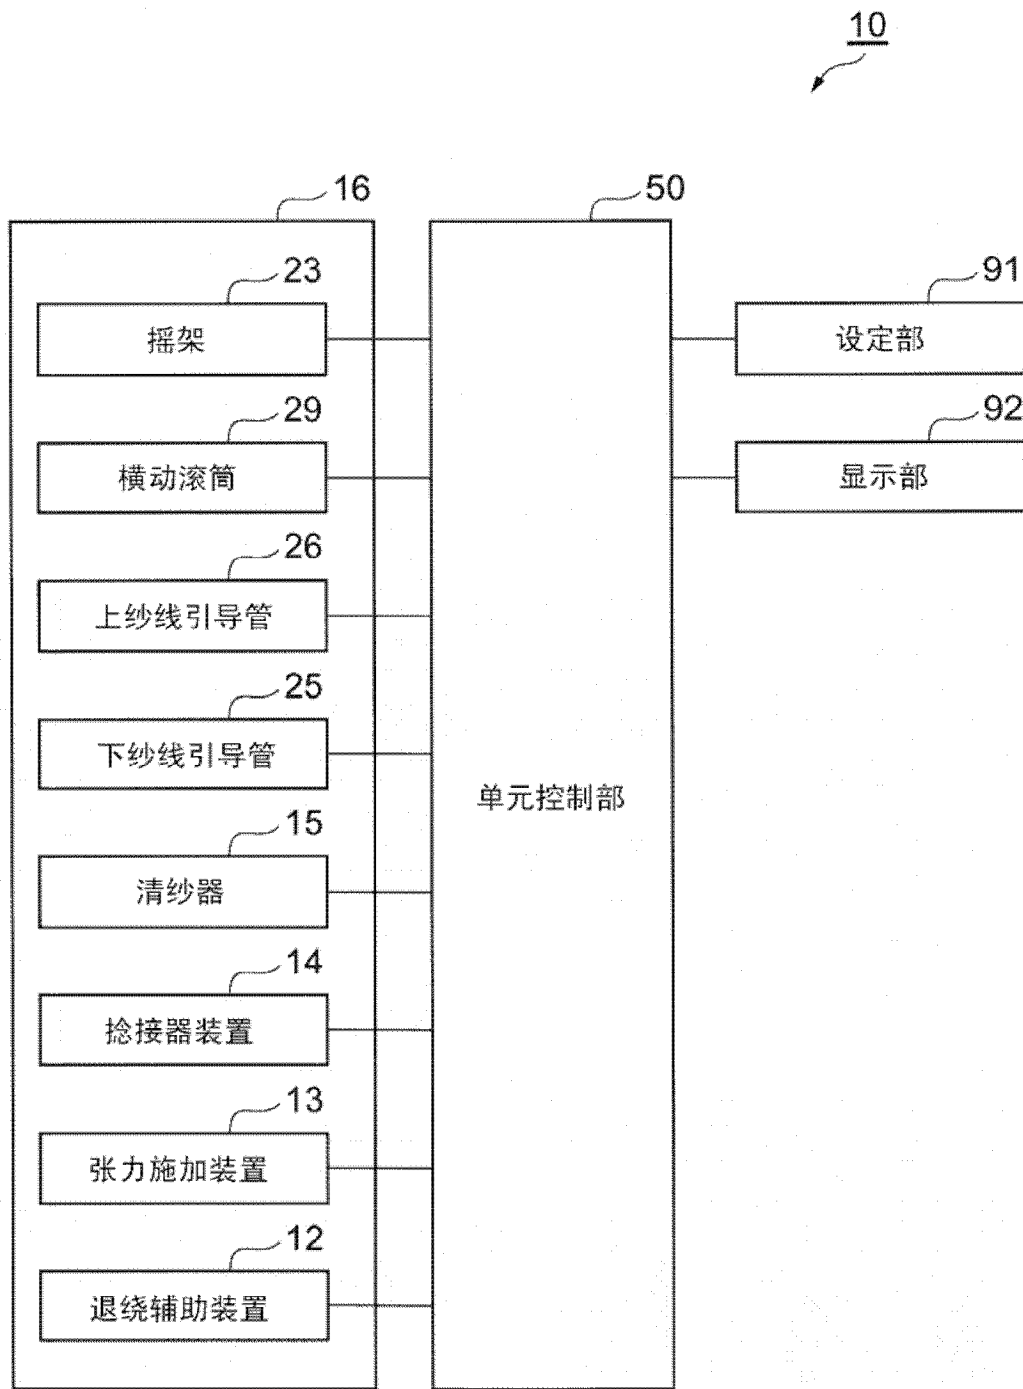 10
16
50
23
91
摇架
设定部
29
92
横动滚筒
显示部
26
上纱线引导管
25
下纱线引导管
单元控制部
15
清纱器
14
捻接器装置
13
张力施加装置
12
退绕辅助装置